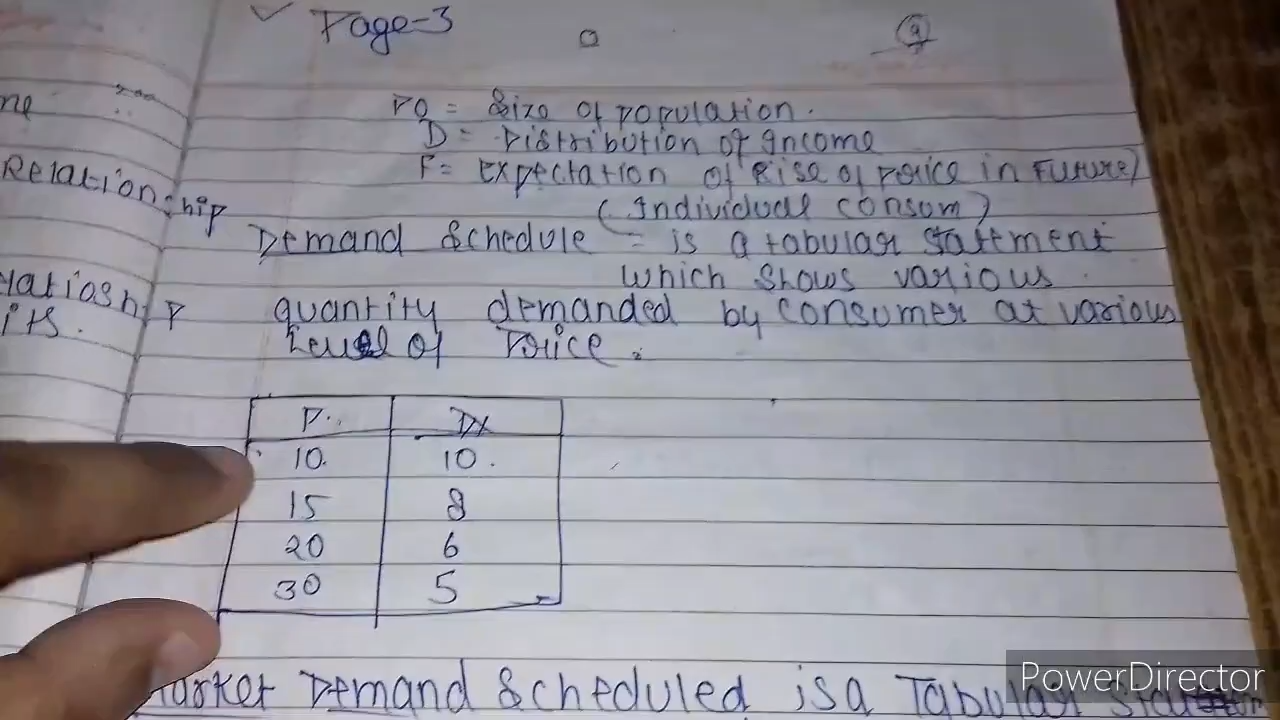 Page-3
PO = Size of population.
D = Distribution of Income
F = Expectation of Rise of Price in Future)
(Individual consum)
Relationship
Demand Schedule = is a tabular statment
which shows various
quantity demanded by consumer at various
level of Price.
its.
P. Dx
10. 10.
15 8
20 6
30 5
Market Demand Scheduled is a Tabular
PowerDirector